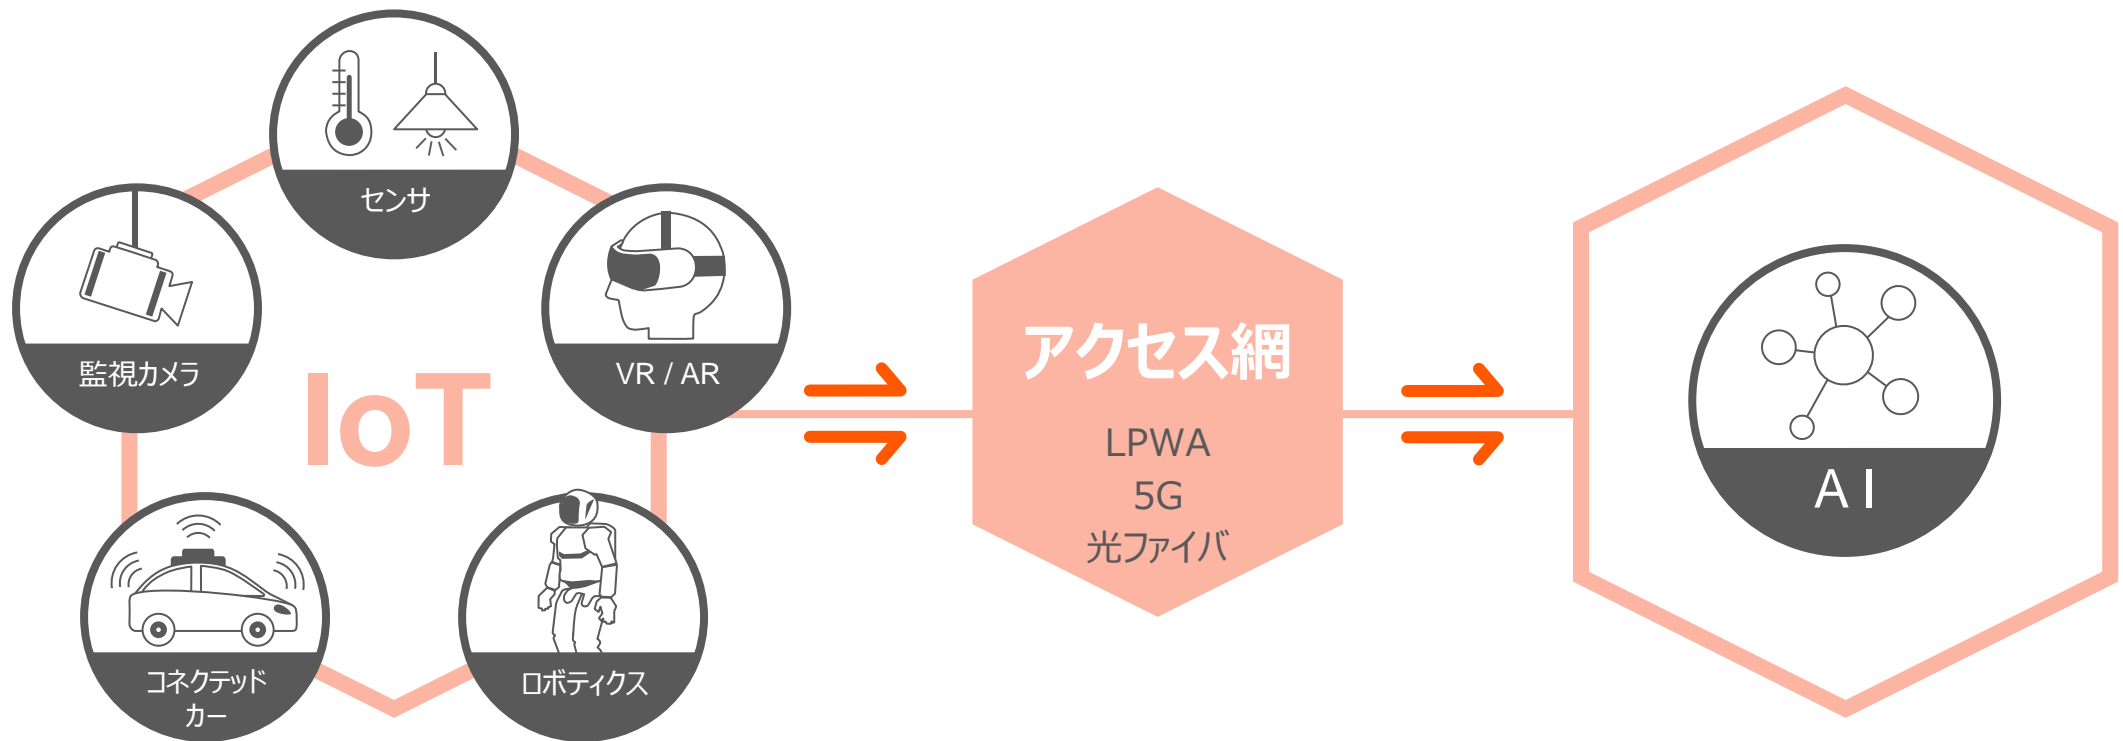 センサ
監視カメラ
VR / AR
IoT
コネクテッド
カー
ロボティクス
アクセス網
LPWA
5G
光ファイバ
AI